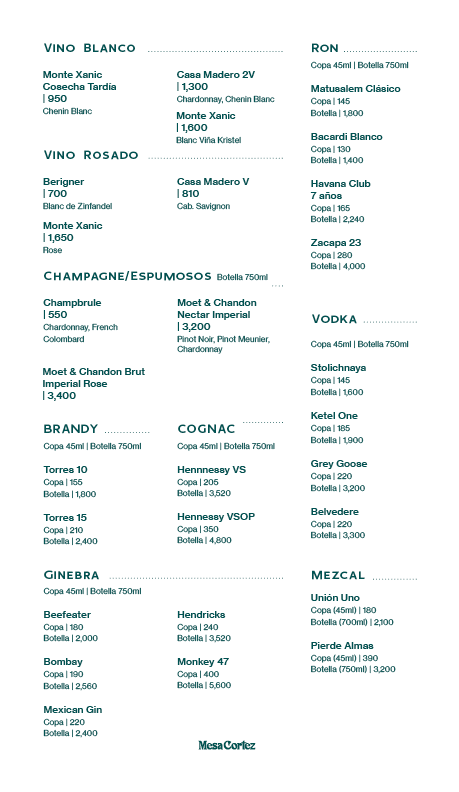 Vino Blanco
Monte Xanic
Cosecha Tardía
| 950
Chenin Blanc
Casa Madero 2V
| 1,300
Chardonnay, Chenin Blanc
Monte Xanic
| 1,600
Blanc Viña Kristel
Vino Rosado
Berigner
| 700
Blanc de Zinfandel
Monte Xanic
| 1,650
Rose
Casa Madero V
| 810
Cab. Savignon
Champagne/Espumosos Botella 750ml
Champbrule
| 550
Chardonnay, French
Colombard
Moet & Chandon
Nectar Imperial
| 3,200
Pinot Noir, Pinot Meunier,
Chardonnay
Moet & Chandon Brut
Imperial Rose
| 3,400
BRANDY
Copa 45ml | Botella 750ml
Torres 10
Copa | 155
Botella | 1,800
Torres 15
Copa | 210
Botella | 2,400
COGNAC
Copa 45ml | Botella 750ml
Hennnessy VS
Copa | 205
Botella | 3,520
Hennessy VSOP
Copa | 350
Botella | 4,800
Ginebra
Copa 45ml | Botella 750ml
Beefeater
Copa | 180
Botella | 2,000
Bombay
Copa | 190
Botella | 2,560
Mexican Gin
Copa | 220
Botella | 2,400
Hendricks
Copa | 240
Botella | 3,520
Monkey 47
Copa | 400
Botella | 5,600
Ron
Copa 45ml | Botella 750ml
Matusalem Clásico
Copa | 145
Botella | 1,800
Bacardi Blanco
Copa | 130
Botella | 1,400
Havana Club
7 años
Copa | 165
Botella | 2,240
Zacapa 23
Copa | 280
Botella | 4,000
Vodka
Copa 45ml | Botella 750ml
Stolichnaya
Copa | 145
Botella | 1,600
Ketel One
Copa | 185
Botella | 1,900
Grey Goose
Copa | 220
Botella | 3,200
Belvedere
Copa | 220
Botella | 3,300
Mezcal
Unión Uno
Copa (45ml) | 180
Botella (700ml) | 2,100
Pierde Almas
Copa (45ml) | 390
Botella (750ml) | 3,200
MesaCortez